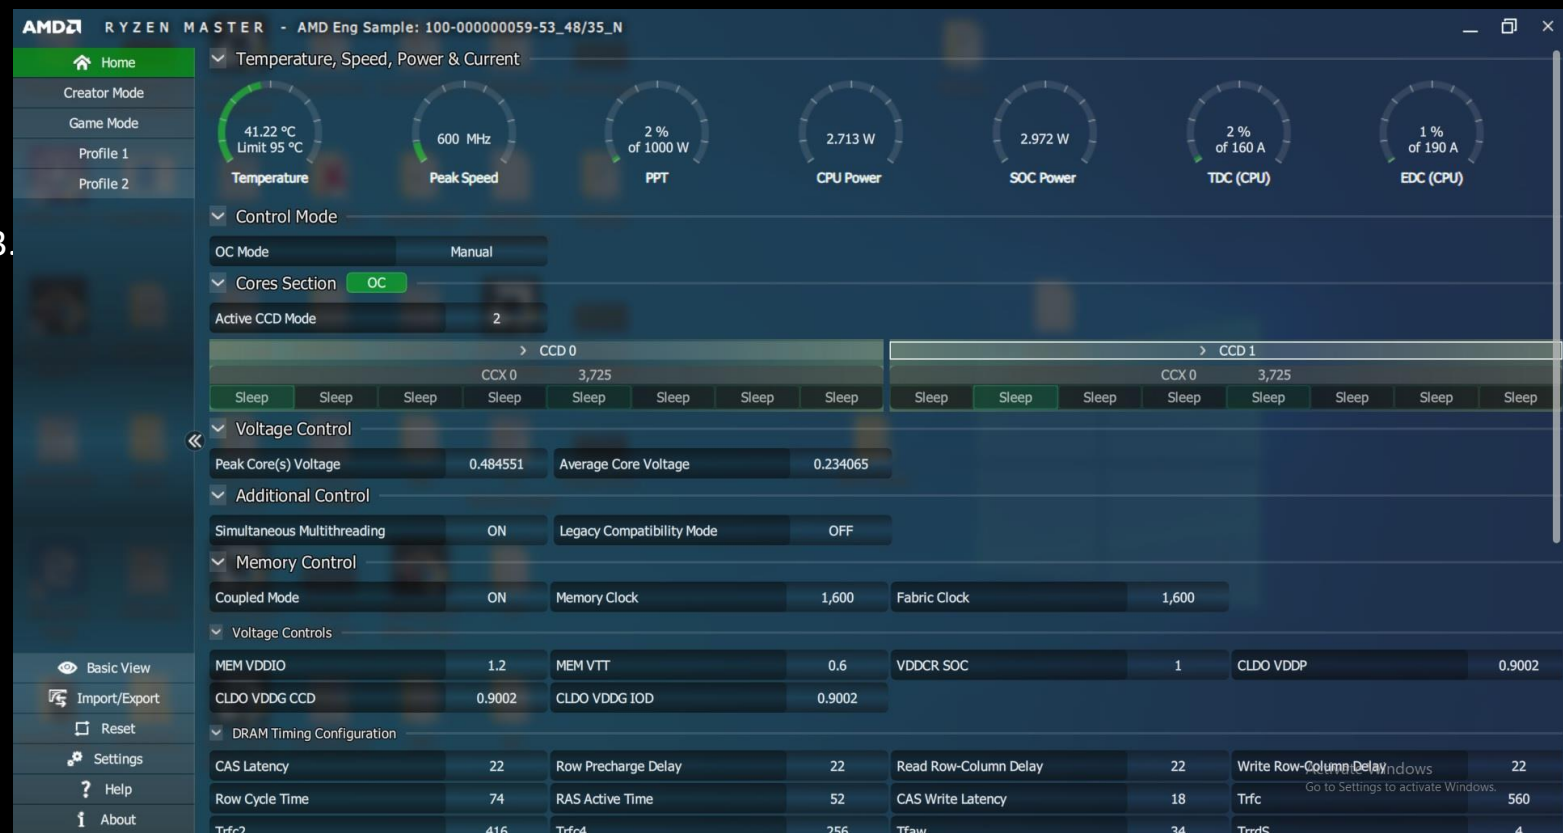 AMD RYZEN MASTER - AMD Eng Sample: 100-000000059-53_48/35_N
Home
Creator Mode
Game Mode
Profile 1
Profile 2
3.
Basic View
Import/Export
Reset
Settings
Help
About
Temperature, Speed, Power & Current
41.22 °C
Limit 95 °C
Temperature
600 MHz
Peak Speed
2 %
of 1000 W
PPT
2.713 W
CPU Power
2.972 W
SOC Power
2 %
of 160 A
TDC (CPU)
1 %
of 190 A
EDC (CPU)
Control Mode
OC Mode Manual
Cores Section OC
Active CCD Mode 2
CCD 0 CCD 1
CCX 0 3,725 CCX 0 3,725
Sleep Sleep Sleep Sleep Sleep Sleep Sleep Sleep Sleep Sleep Sleep Sleep Sleep Sleep Sleep Sleep
Voltage Control
Peak Core(s) Voltage 0.484551 Average Core Voltage 0.234065
Additional Control
Simultaneous Multithreading ON Legacy Compatibility Mode OFF
Memory Control
Coupled Mode ON Memory Clock 1,600 Fabric Clock 1,600
Voltage Controls
MEM VDDIO 1.2 MEM VTT 0.6 VDDCR SOC 1 CLDO VDDP 0.9002
CLDO VDDG CCD 0.9002 CLDO VDDG IOD 0.9002
DRAM Timing Configuration
CAS Latency 22 Row Precharge Delay 22 Read Row-Column Delay 22 Write Row-Column Delay 22
Activate Windows
Go to Settings to activate Windows.
Row Cycle Time 74 RAS Active Time 52 CAS Write Latency 18 Trfc 560
Trfc2 416 Trfc4 256 Tfaw 34 TrrdS 4